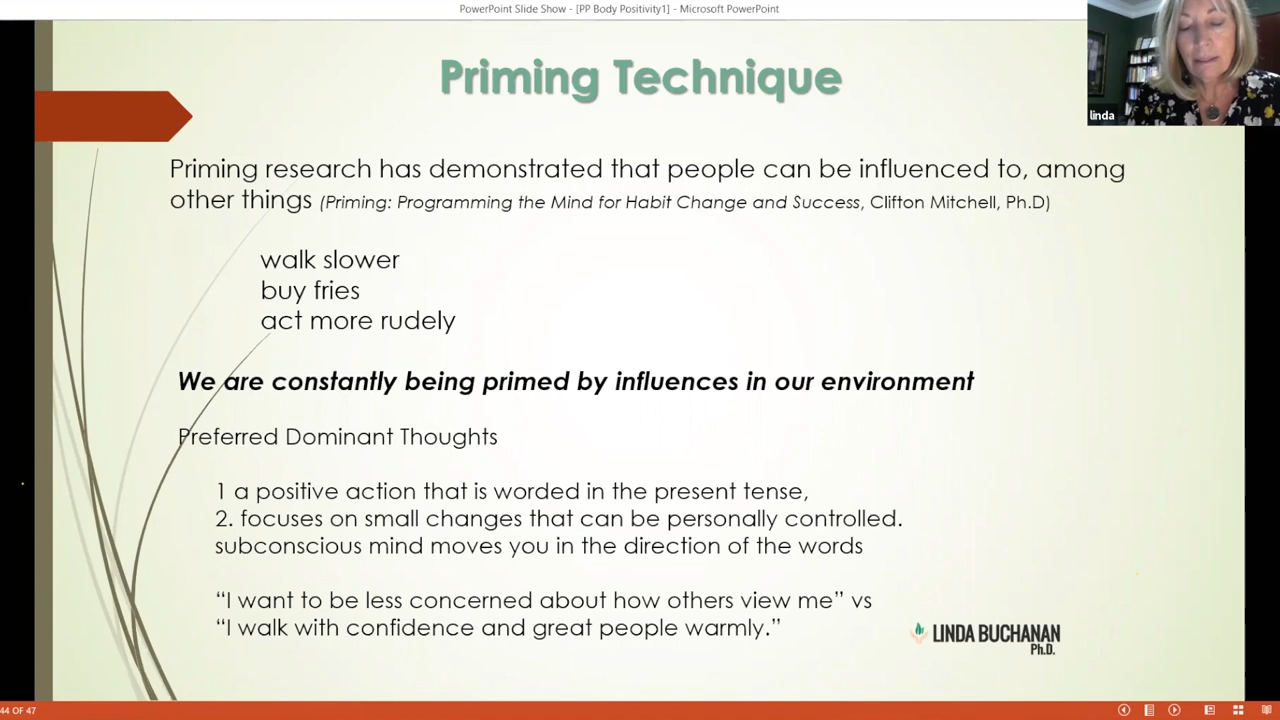 PowerPoint Slide Show - [PP Body Positivity1] - Microsoft PowerPoint
linda
Priming Technique
Priming research has demonstrated that people can be influenced to, among
other things (Priming: Programming the Mind for Habit Change and Success, Clifton Mitchell, Ph.D)
walk slower
buy fries
act more rudely
We are constantly being primed by influences in our environment
Preferred Dominant Thoughts
1 a positive action that is worded in the present tense,
2. focuses on small changes that can be personally controlled.
subconscious mind moves you in the direction of the words
“I want to be less concerned about how others view me” vs
“I walk with confidence and great people warmly.”
LINDA BUCHANAN
Ph.D.
44 OF 47